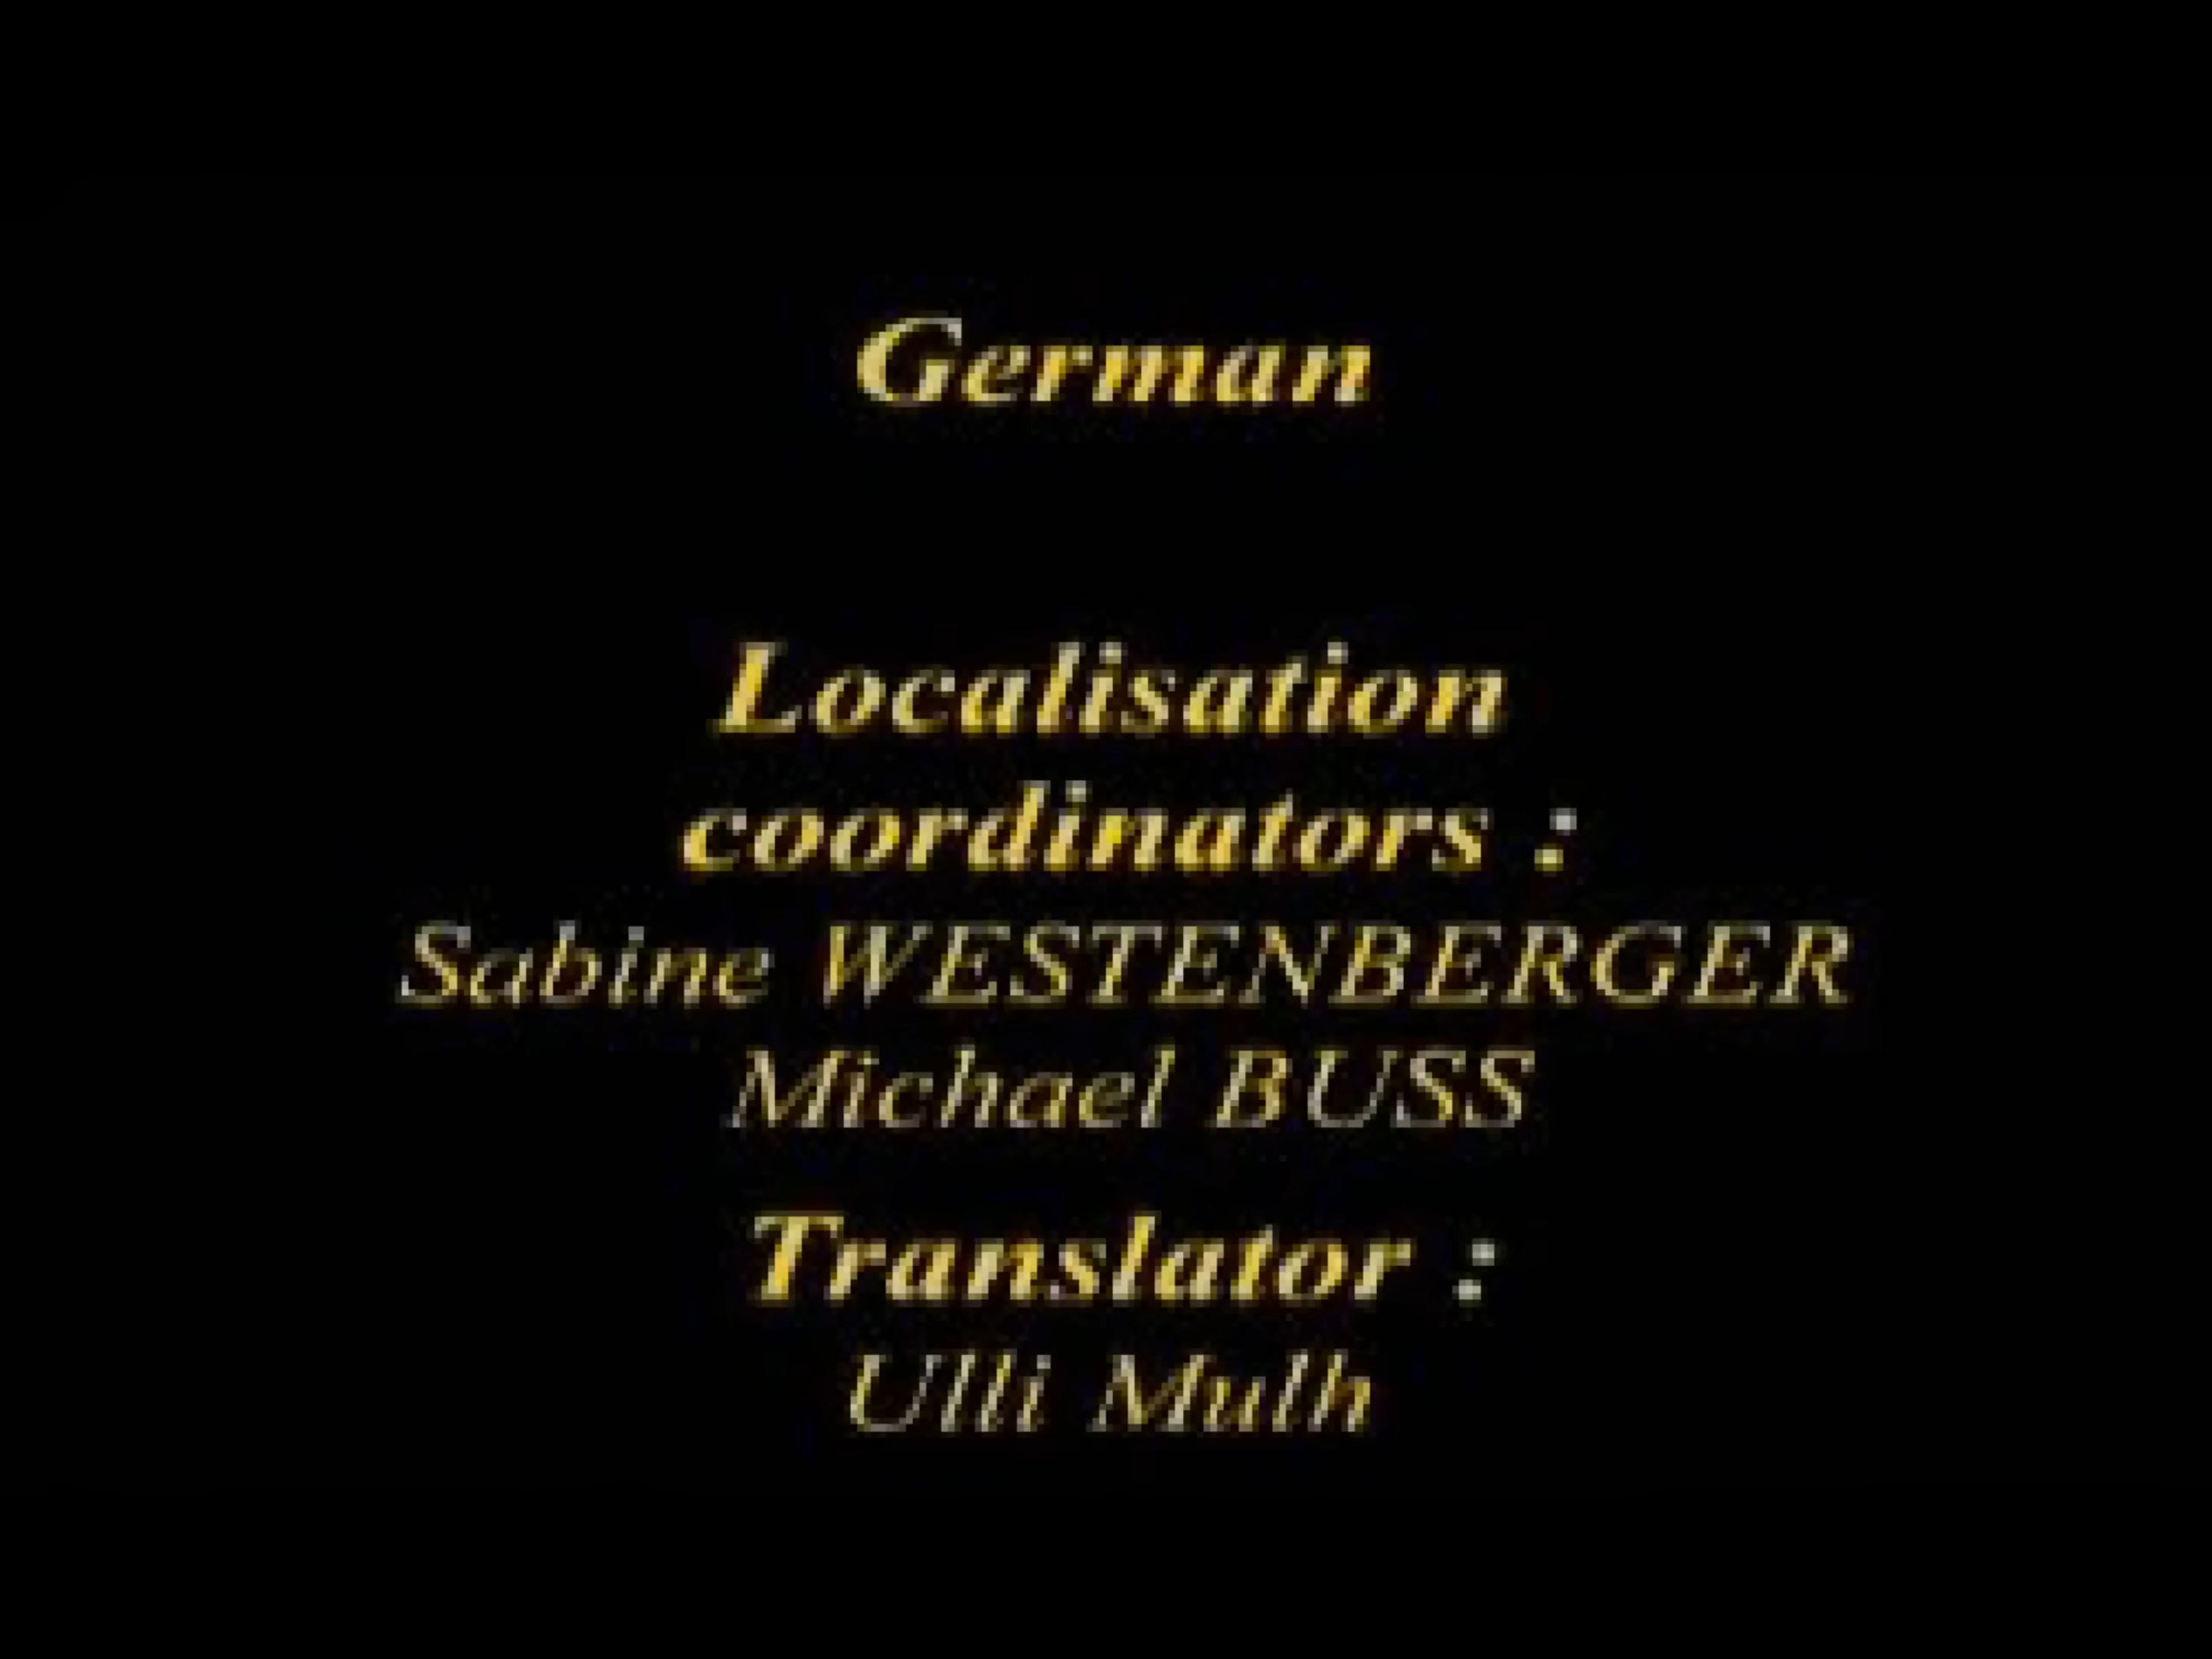 German
Localisation
coordinators :
Sabine WESTENBERGER
Michael BUSS
Translator :
Ulli Mulh